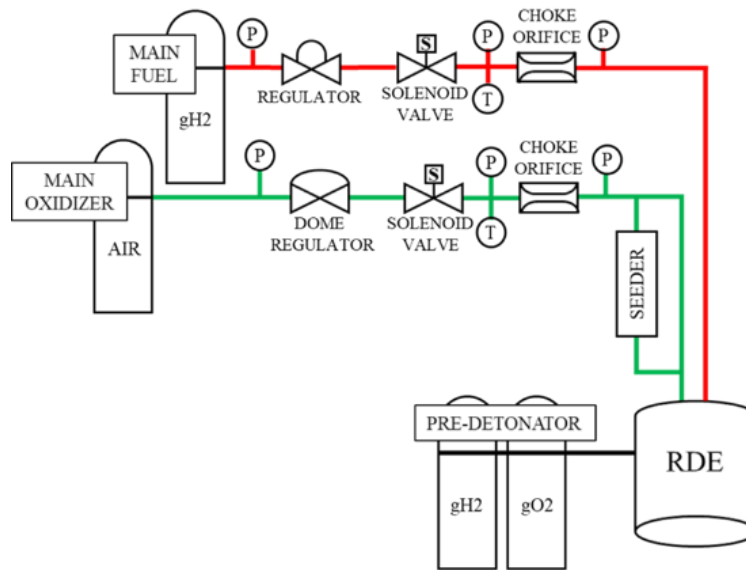 P
P
CHOKE
ORIFICE
P
MAIN
FUEL
S
REGULATOR
SOLENOID
VALVE
T
gH2
P
S
P
CHOKE
ORIFICE
P
MAIN
OXIDIZER
DOME
REGULATOR
SOLENOID
VALVE
T
AIR
SEEDER
PRE-DETONATOR
RDE
gH2
gO2